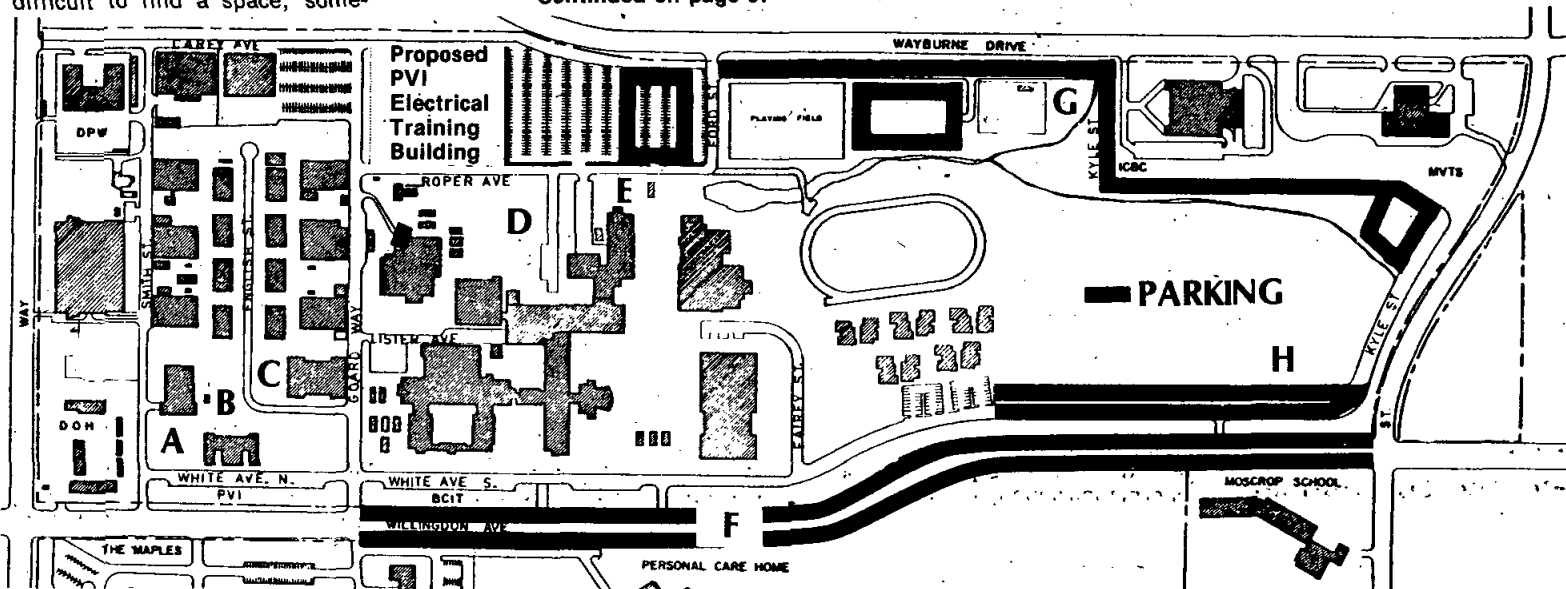 difficult to find a space, some-
Continued on page 9.
CAREY AVE
WAYBURNE DRIVE
Proposed
PVI
Electrical
Training
Building
DPW
FORD ST
PLAYING FIELD
G
KYLE ST
ICBC
MVTS
ROPER AVE
E
D
WAY
SMITH ST
ENGLISH ST
GOARD WAY
LISTER AVE
PARKING
KYLE ST
H
C
B
A
DOH
FAIREY ST.
ST
WHITE AVE. N.
PVI
WHITE AVE S.
BCIT
F
WILLINGDON AVE
MOSCROP SCHOOL
THE MAPLES
PERSONAL CARE HOME